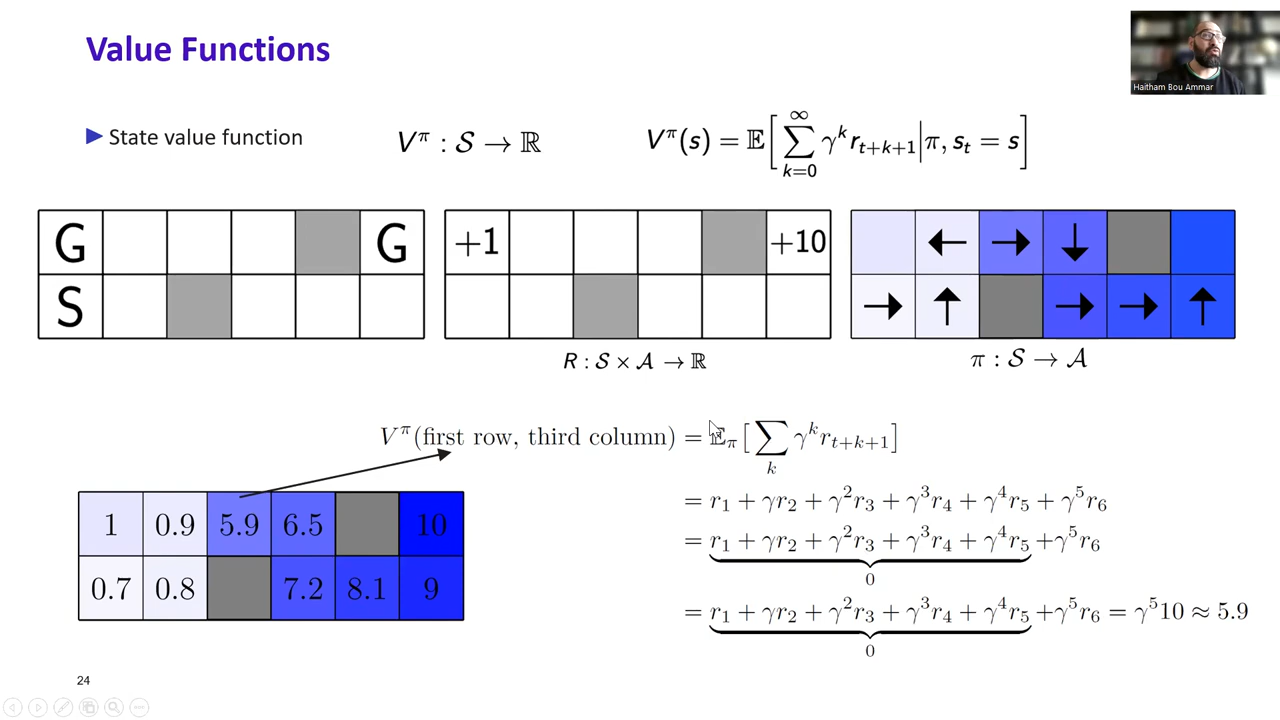 Value Functions
Haitham Bou Ammar
▶ State value function
V^π : S → ℝ
V^π(s) = 𝔼[∑_{k=0}^{∞} γ^k r_{t+k+1} | π, s_t = s]
G G
S
+1 +10
← → ↓
→ ↑ → → ↑
R : S × A → ℝ
π : S → A
V^π(first row, third column) = 𝔼_π[∑_k γ^k r_{t+k+1}]
= r_1 + γr_2 + γ^2r_3 + γ^3r_4 + γ^4r_5 + γ^5r_6
= r_1 + γr_2 + γ^2r_3 + γ^3r_4 + γ^4r_5 +γ^5r_6
0
= r_1 + γr_2 + γ^2r_3 + γ^3r_4 + γ^4r_5 +γ^5r_6 = γ^5 10 ≈ 5.9
0
1 0.9 5.9 6.5 10
0.7 0.8 7.2 8.1 9
24